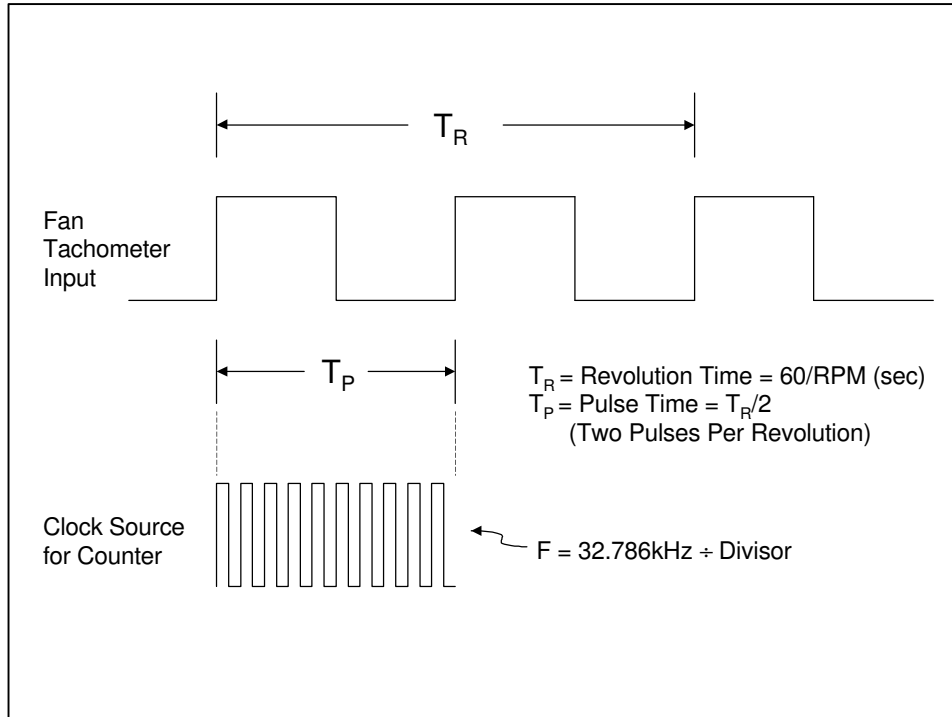 T_R
Fan
Tachometer
Input
T_P
T_R = Revolution Time = 60/RPM (sec)
T_P = Pulse Time = T_R/2
(Two Pulses Per Revolution)
Clock Source
for Counter
F = 32.786kHz ÷ Divisor